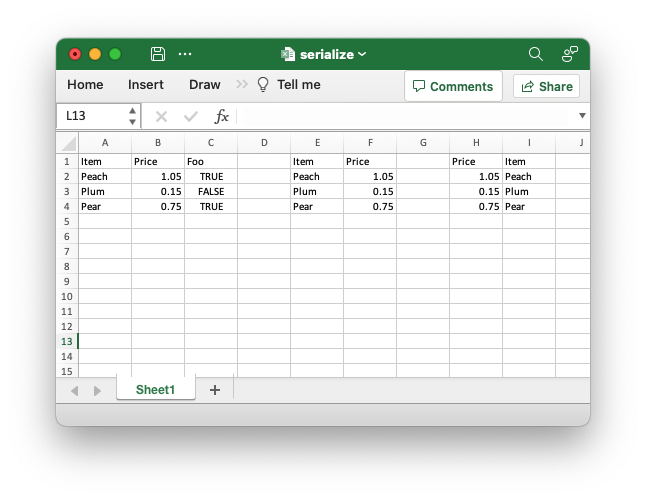 serialize
Home Insert Draw Tell me Comments Share
L13 fx
A B C D E F G H I J
1 Item Price Foo Item Price Price Item
2 Peach 1.05 TRUE Peach 1.05 1.05 Peach
3 Plum 0.15 FALSE Plum 0.15 0.15 Plum
4 Pear 0.75 TRUE Pear 0.75 0.75 Pear
5
6
7
8
9
10
11
12
13
14
15
Sheet1